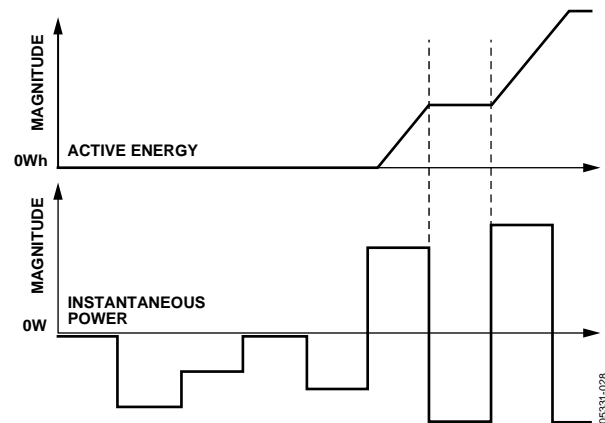 MAGNITUDE
ACTIVE ENERGY
0Wh
MAGNITUDE
INSTANTANEOUS
POWER
0W
05331-028